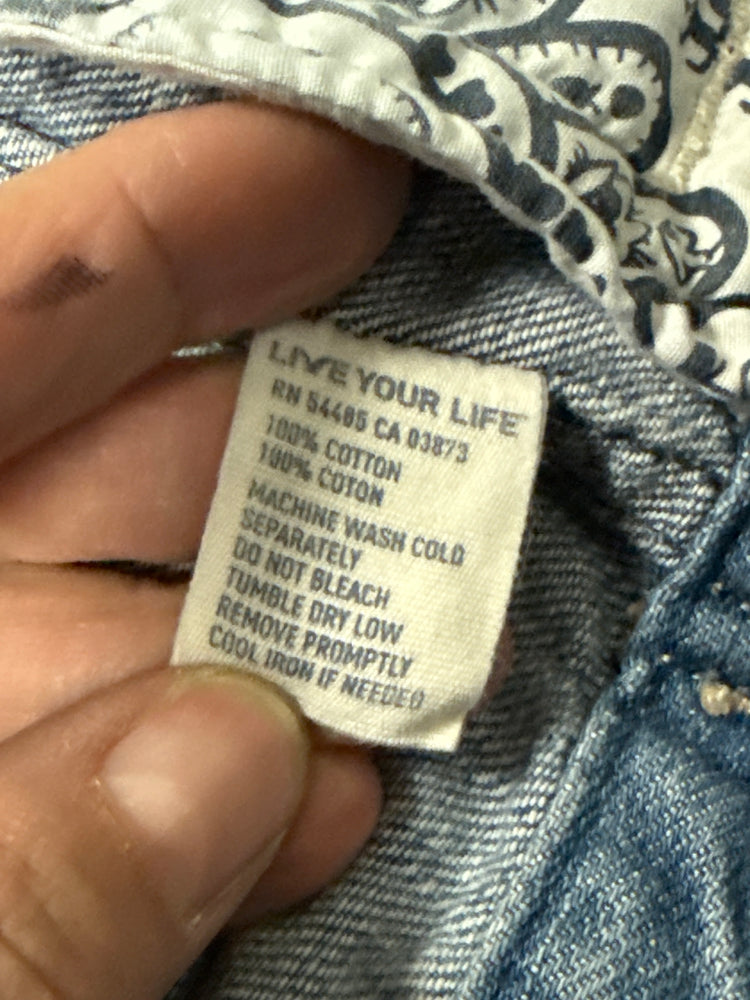 LIVE YOUR LIFE™
RN 54485 CA 03873
100% COTTON
100% COTON
MACHINE WASH COLD
SEPARATELY
DO NOT BLEACH
TUMBLE DRY LOW
REMOVE PROMPTLY
COOL IRON IF NEEDED